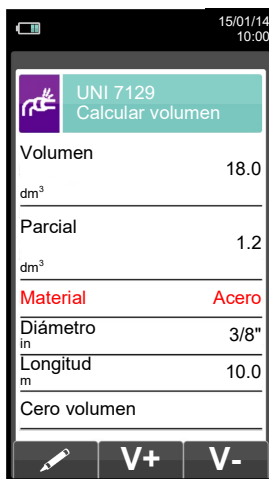 15/01/14
10:00
UNI 7129
Calcular volumen
Volumen
18.0
dm³
Parcial
1.2
dm³
Material Acero
Diámetro
in
3/8"
Longitud
m
10.0
Cero volumen
V+ V-